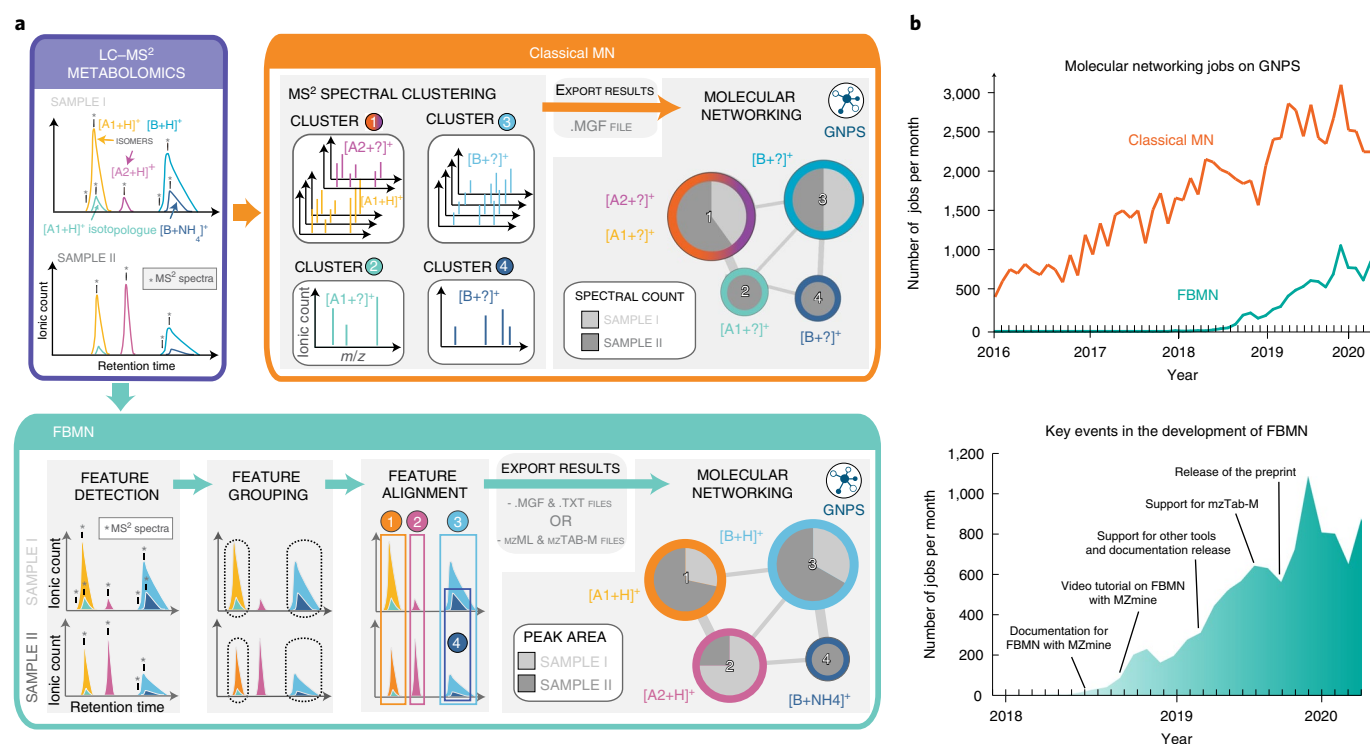 a
LC–MS²
METABOLOMICS
SAMPLE I
[A1+H]⁺
[B+H]⁺
ISOMERS
[A2+H]⁺
[A1+H]⁺ isotopologue
[B+NH₄]⁺
SAMPLE II
* MS² spectra
Ionic count
Retention time
Classical MN
MS² SPECTRAL CLUSTERING
CLUSTER 1
[A2+?]⁺
[A1+H]⁺
CLUSTER 3
[B+?]⁺
CLUSTER 2
[A1+?]⁺
Ionic count
m/z
CLUSTER 4
[B+?]⁺
EXPORT RESULTS
.MGF FILE
MOLECULAR
NETWORKING
GNPS
[B+?]⁺
[A2+?]⁺
[A1+?]⁺
1
3
2
4
[A1+?]⁺
[B+?]⁺
SPECTRAL COUNT
SAMPLE I
SAMPLE II
FBMN
FEATURE
DETECTION
* MS² spectra
SAMPLE I
Ionic count
SAMPLE II
Ionic count
Retention time
FEATURE
GROUPING
FEATURE
ALIGNMENT
1
2
3
4
EXPORT RESULTS
- .MGF & .TXT FILES
OR
- MZML & MZTAB-M FILES
MOLECULAR
NETWORKING
GNPS
[B+H]⁺
[A1+H]⁺
1
3
2
4
[A2+H]⁺
[B+NH4]⁺
PEAK AREA
SAMPLE I
SAMPLE II
b
Molecular networking jobs on GNPS
Number of jobs per month
3,000
2,500
2,000
1,500
1,000
500
0
Classical MN
FBMN
2016
2017
2018
2019
2020
Year
Key events in the development of FBMN
Number of jobs per month
1,200
1,000
800
600
400
200
0
Release of the preprint
Support for mzTab-M
Support for other tools
and documentation release
Video tutorial on FBMN
with MZmine
Documentation for
FBMN with MZmine
2018
2019
2020
Year